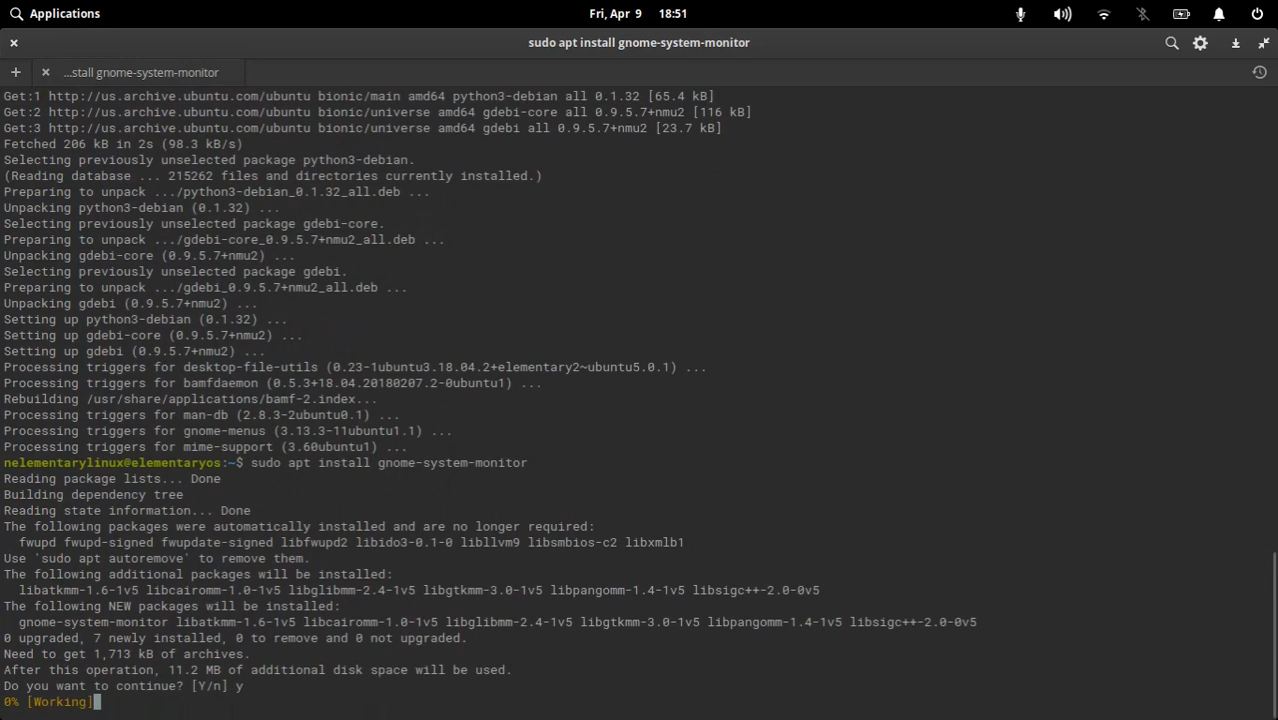 Applications
Fri, Apr 9 18:51
sudo apt install gnome-system-monitor
...stall gnome-system-monitor
Get:1 http://us.archive.ubuntu.com/ubuntu bionic/main amd64 python3-debian all 0.1.32 [65.4 kB]
Get:2 http://us.archive.ubuntu.com/ubuntu bionic/universe amd64 gdebi-core all 0.9.5.7+nmu2 [116 kB]
Get:3 http://us.archive.ubuntu.com/ubuntu bionic/universe amd64 gdebi all 0.9.5.7+nmu2 [23.7 kB]
Fetched 206 kB in 2s (98.3 kB/s)
Selecting previously unselected package python3-debian.
(Reading database ... 215262 files and directories currently installed.)
Preparing to unpack .../python3-debian_0.1.32_all.deb ...
Unpacking python3-debian (0.1.32) ...
Selecting previously unselected package gdebi-core.
Preparing to unpack .../gdebi-core_0.9.5.7+nmu2_all.deb ...
Unpacking gdebi-core (0.9.5.7+nmu2) ...
Selecting previously unselected package gdebi.
Preparing to unpack .../gdebi_0.9.5.7+nmu2_all.deb ...
Unpacking gdebi (0.9.5.7+nmu2) ...
Setting up python3-debian (0.1.32) ...
Setting up gdebi-core (0.9.5.7+nmu2) ...
Setting up gdebi (0.9.5.7+nmu2) ...
Processing triggers for desktop-file-utils (0.23-1ubuntu3.18.04.2+elementary2~ubuntu5.0.1) ...
Processing triggers for bamfdaemon (0.5.3+18.04.20180207.2-0ubuntu1) ...
Rebuilding /usr/share/applications/bamf-2.index...
Processing triggers for man-db (2.8.3-2ubuntu0.1) ...
Processing triggers for gnome-menus (3.13.3-11ubuntu1.1) ...
Processing triggers for mime-support (3.60ubuntu1) ...
nelementarylinux@elementaryos:~$ sudo apt install gnome-system-monitor
Reading package lists... Done
Building dependency tree
Reading state information... Done
The following packages were automatically installed and are no longer required:
fwupd fwupd-signed fwupdate-signed libfwupd2 libido3-0.1-0 libllvm9 libsmbios-c2 libxmlb1
Use 'sudo apt autoremove' to remove them.
The following additional packages will be installed:
libatkmm-1.6-1v5 libcairomm-1.0-1v5 libglibmm-2.4-1v5 libgtkmm-3.0-1v5 libpangomm-1.4-1v5 libsigc++-2.0-0v5
The following NEW packages will be installed:
gnome-system-monitor libatkmm-1.6-1v5 libcairomm-1.0-1v5 libglibmm-2.4-1v5 libgtkmm-3.0-1v5 libpangomm-1.4-1v5 libsigc++-2.0-0v5
0 upgraded, 7 newly installed, 0 to remove and 0 not upgraded.
Need to get 1,713 kB of archives.
After this operation, 11.2 MB of additional disk space will be used.
Do you want to continue? [Y/n] y
0% [Working]